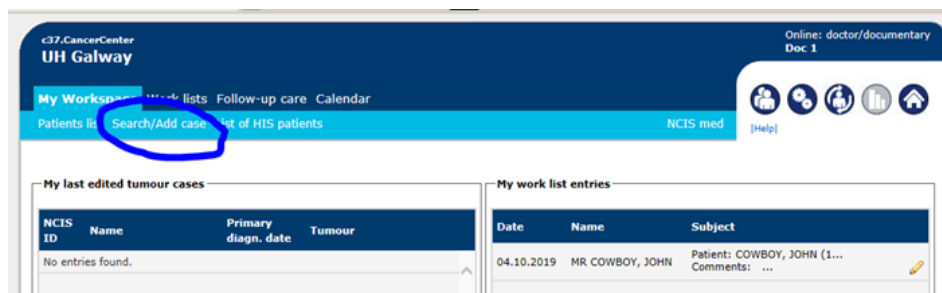 c37.CancerCenter
UH Galway
Online: doctor/documentary
Doc 1
My Workspace Work lists Follow-up care Calendar
Patients list Search/Add case List of HIS patients NCIS med
|Help|
My last edited tumour cases
NCIS ID Name Primary diagn. date Tumour
No entries found.
My work list entries
Date Name Subject
04.10.2019 MR COWBOY, JOHN Patient: COWBOY, JOHN (1...
Comments: ...